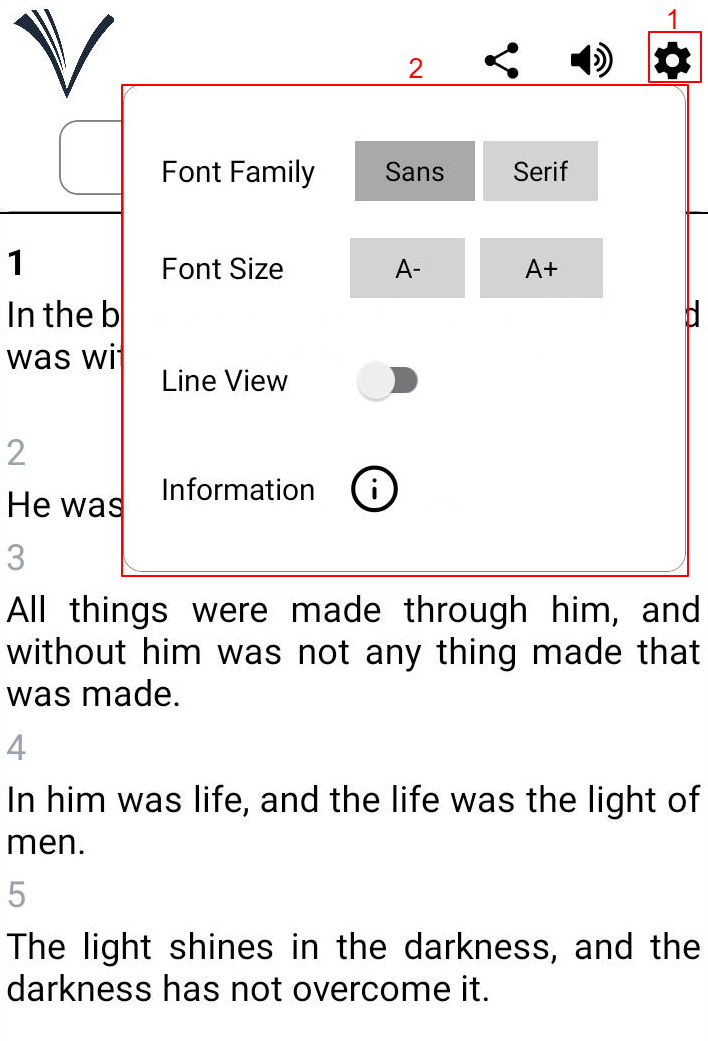 1
2
Font Family Sans Serif
Font Size A- A+
Line View
Information
1
In the b d
was wi
2
He was
3
All things were made through him, and
without him was not any thing made that
was made.
4
In him was life, and the life was the light of
men.
5
The light shines in the darkness, and the
darkness has not overcome it.